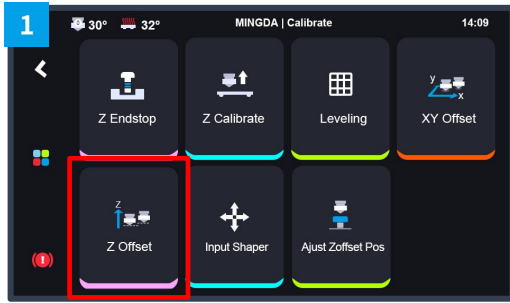 1
30° 32° MINGDA | Calibrate 14:09
Z Endstop Z Calibrate Leveling XY Offset
y
x
Z
Z Offset Input Shaper Ajust Zoffset Pos